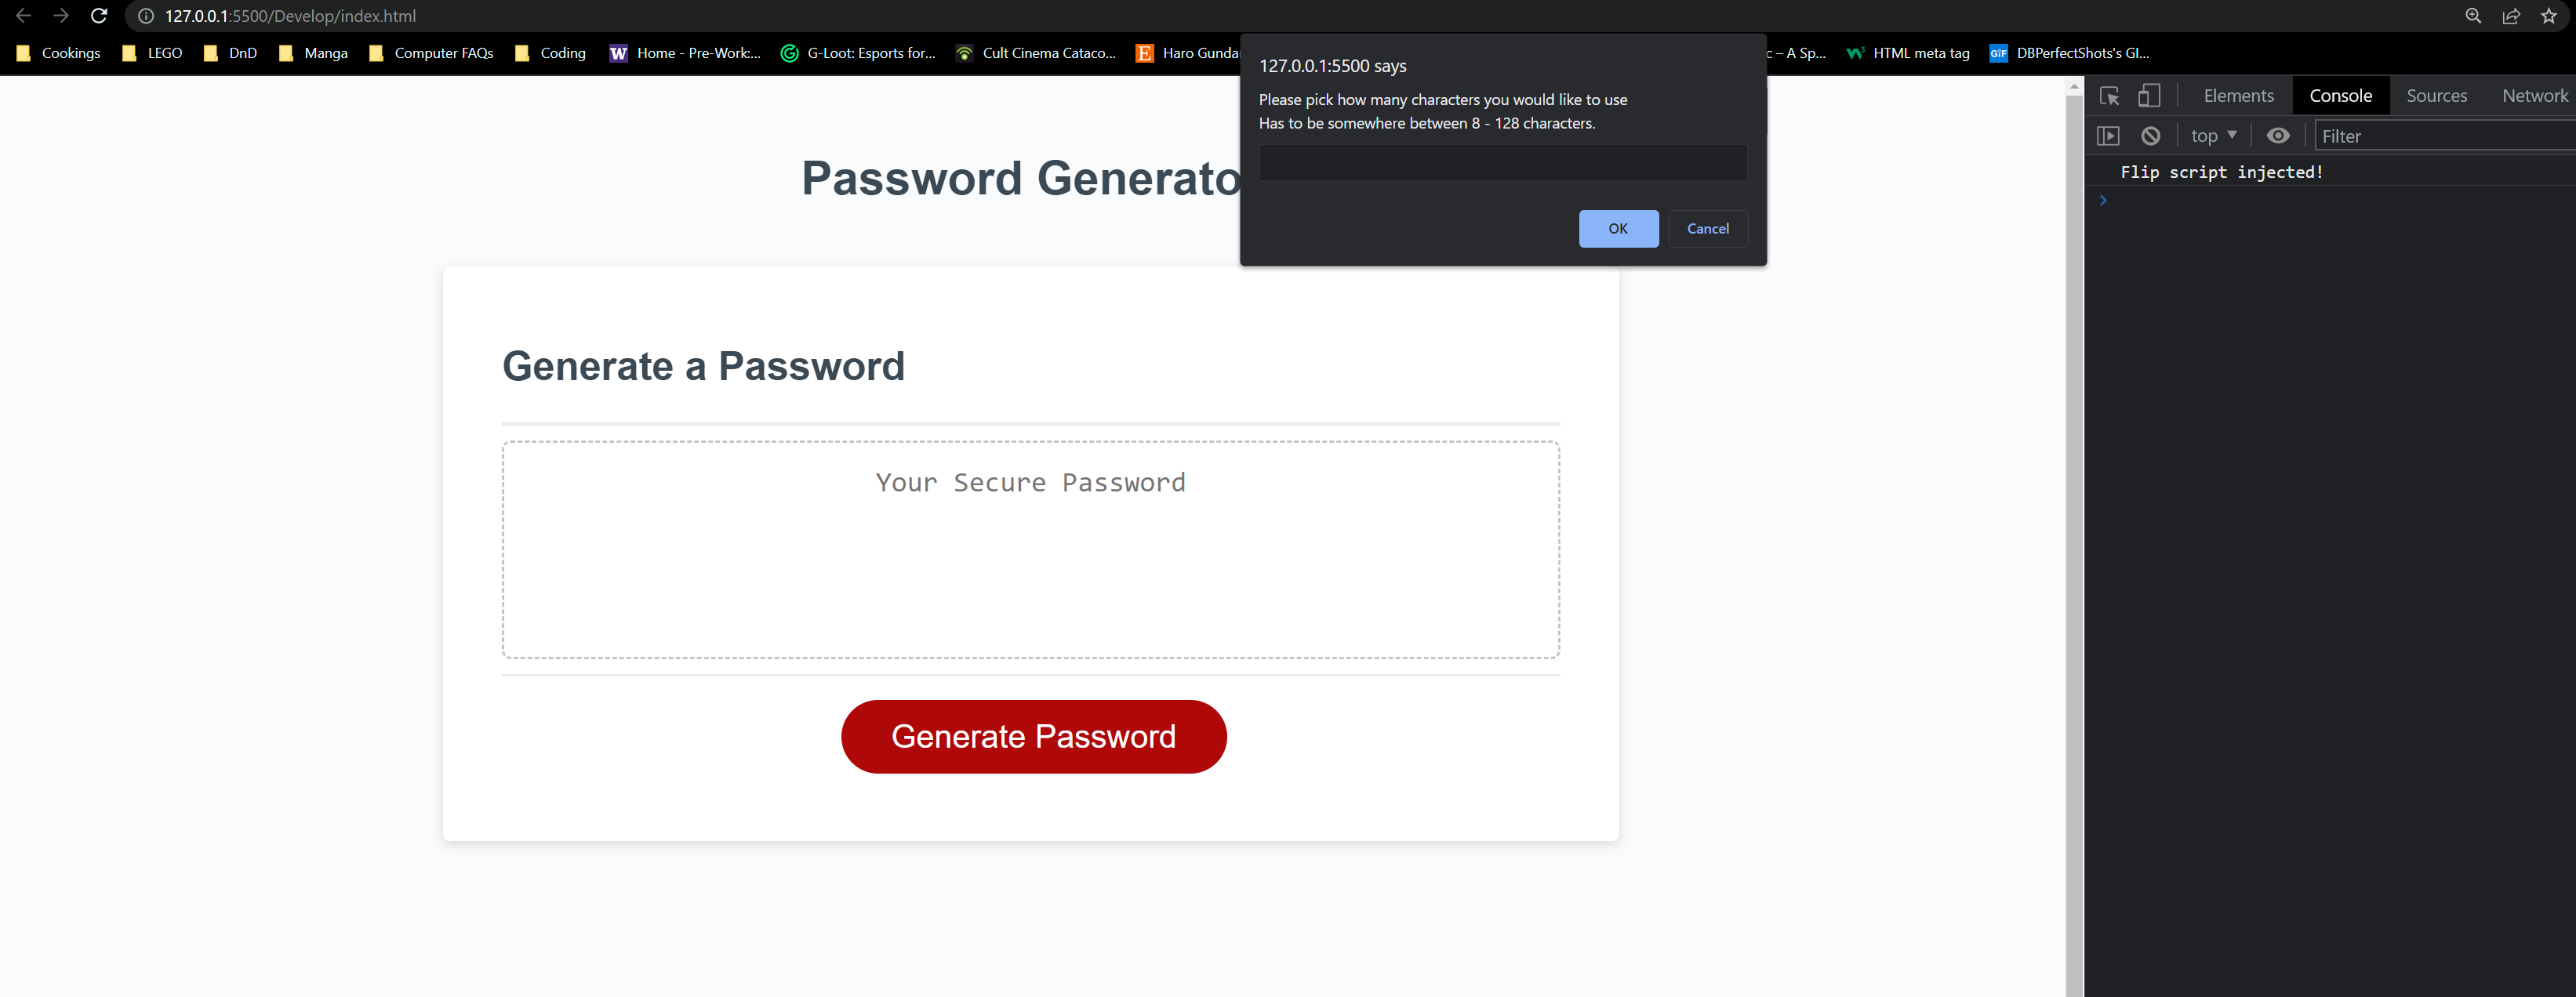 127.0.0.1:5500/Develop/index.html
Cookings LEGO DnD Manga Computer FAQs Coding W Home - Pre-Work:... G-Loot: Esports for... Cult Cinema Cataco... E Haro Gunda c – A Sp... HTML meta tag GIF DBPerfectShots's GI...
127.0.0.1:5500 says
Please pick how many characters you would like to use
Has to be somewhere between 8 - 128 characters.
OK Cancel
Password Generato
Generate a Password
Your Secure Password
Generate Password
Elements Console Sources Network
top Filter
Flip script injected!